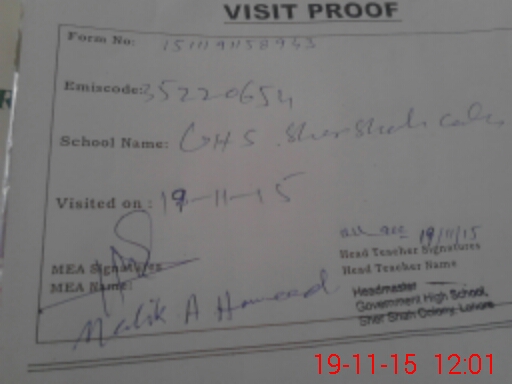 VISIT PROOF
Form No:
Emiscode: 35220654
School Name: GHS Sher Shah
Visited on : 19-11-15
19/11/15
MEA Signatures
Head Teacher Signatures
MEA Name:
Head Teacher Name
Malik A Hameed
Headmaster
Government High School,
Sher Shah Colony, Lahore
19-11-15 12:01